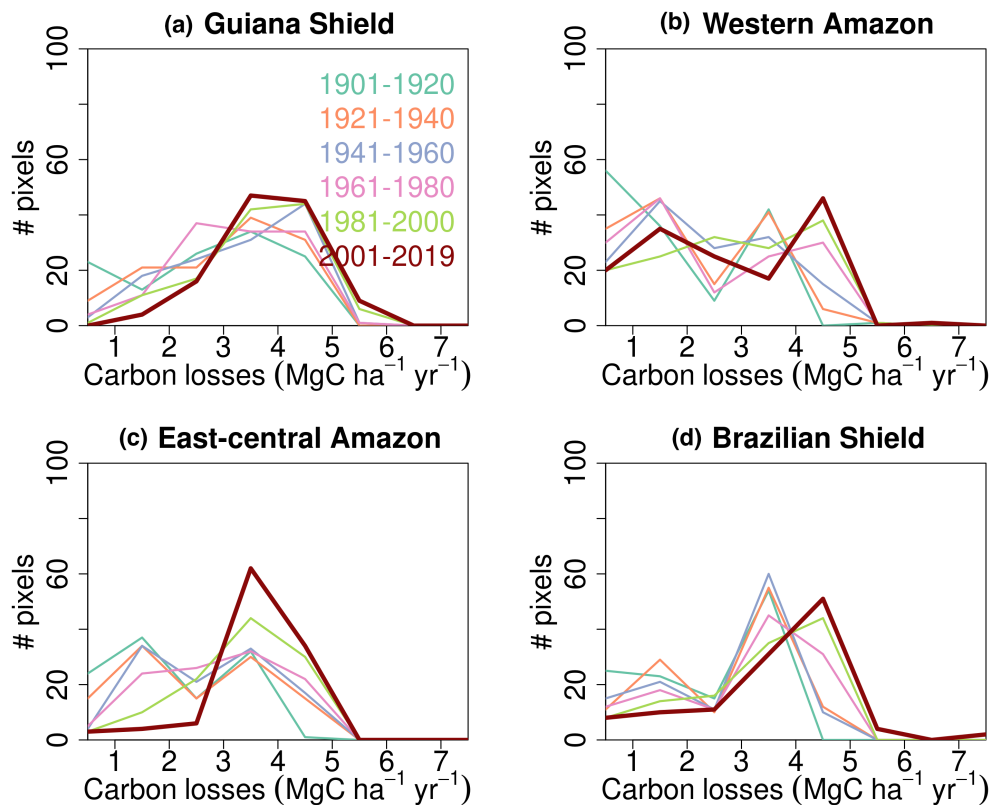 (a) Guiana Shield
100
60
20
0
# pixels
1901-1920
1921-1940
1941-1960
1961-1980
1981-2000
2001-2019
1 2 3 4 5 6 7
Carbon losses (MgC ha⁻¹ yr⁻¹)
(b) Western Amazon
100
60
20
0
# pixels
1 2 3 4 5 6 7
Carbon losses (MgC ha⁻¹ yr⁻¹)
(c) East-central Amazon
100
60
20
0
# pixels
1 2 3 4 5 6 7
Carbon losses (MgC ha⁻¹ yr⁻¹)
(d) Brazilian Shield
100
60
20
0
# pixels
1 2 3 4 5 6 7
Carbon losses (MgC ha⁻¹ yr⁻¹)